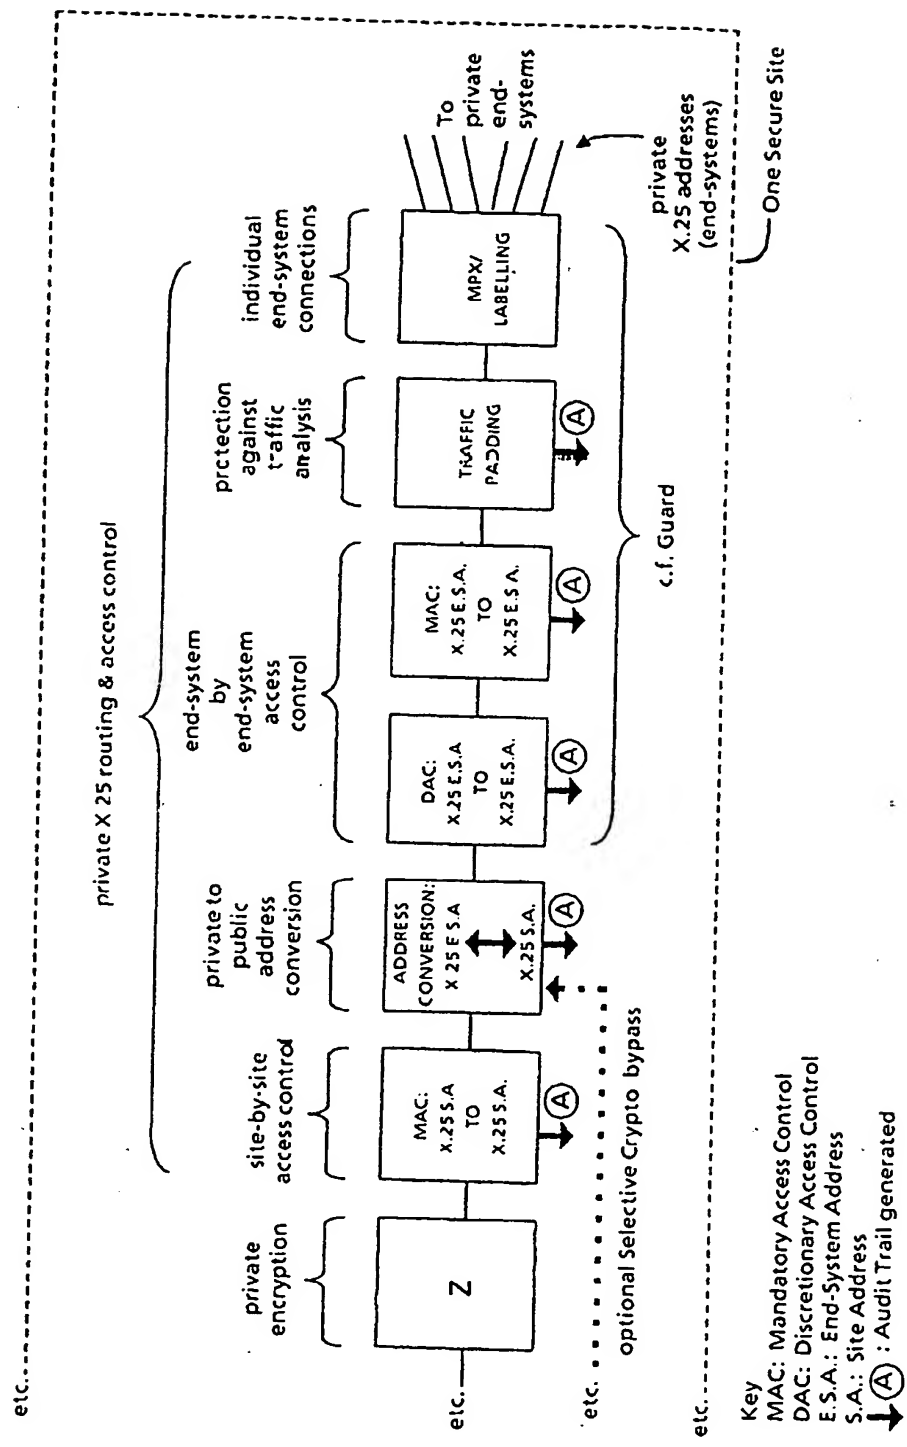 etc.
private X 25 routing & access control
private
encryption
site-by-site
access control
private to
public
address
conversion
end-system
by
end-system
access
control
prctection
against
t-affic
analysis
individual
end-system
connections
etc.
Z
MAC:
X.25 S.A
TO
X.25 S.A.
A
ADDRESS
CONVERSION:
X 25 E S.A
X.25 S.A.
A
DAC:
X.25 E.S.A
TO
X.25 E.S.A.
A
MAC:
X.25 E.S.A.
TO
X.25 E.S.A.
A
TRAFFIC
PADDING
A
MPX/
LABELLING
To
private
end-
systems
etc.
optional Selective Crypto bypass
c.f. Guard
private
X.25 addresses
(end-systems)
etc.
One Secure Site
Key
MAC: Mandatory Access Control
DAC: Discretionary Access Control
E.S.A.: End-System Address
S.A.: Site Address
A : Audit Trail generated